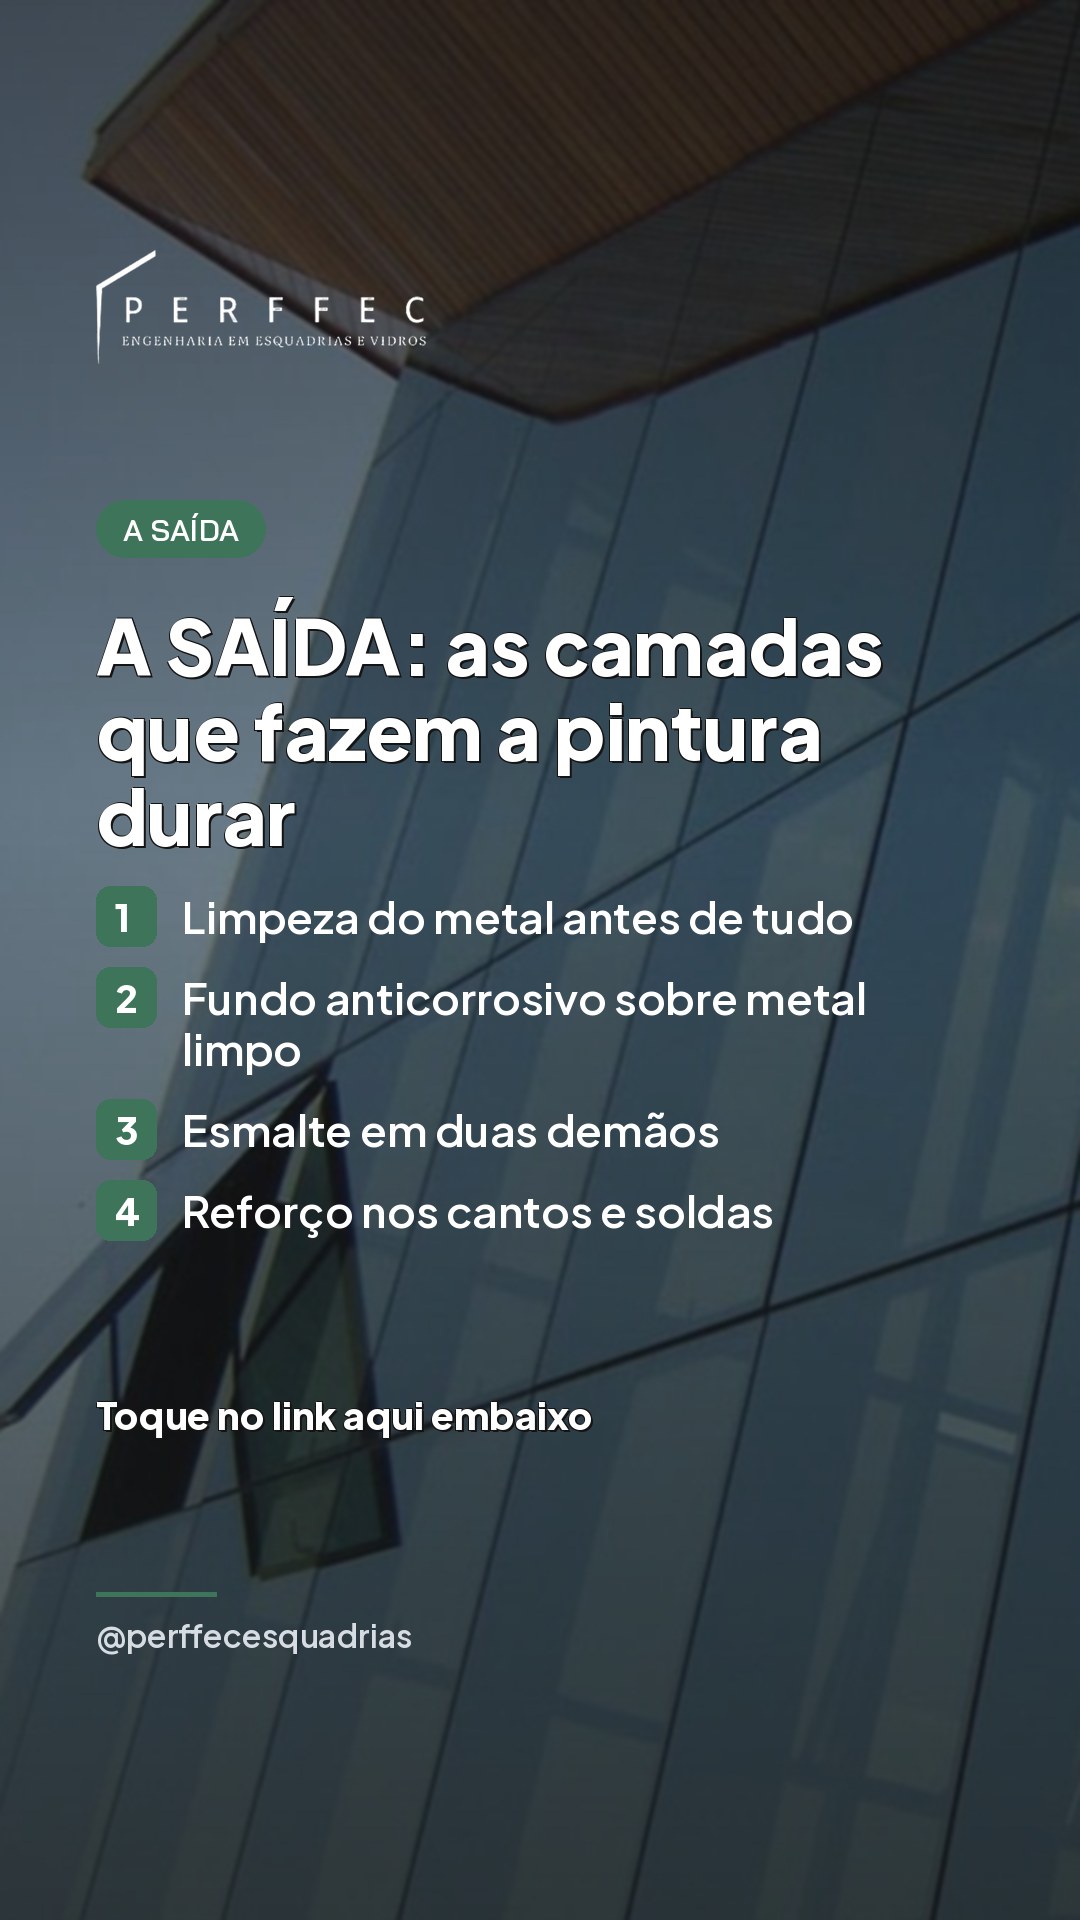 PERFFEC
ENGENHARIA EM ESQUADRIAS E VIDROS
A SAÍDA
A SAÍDA: as camadas
que fazem a pintura
durar
1 Limpeza do metal antes de tudo
2 Fundo anticorrosivo sobre metal
limpo
3 Esmalte em duas demãos
4 Reforço nos cantos e soldas
Toque no link aqui embaixo
@perffecesquadrias